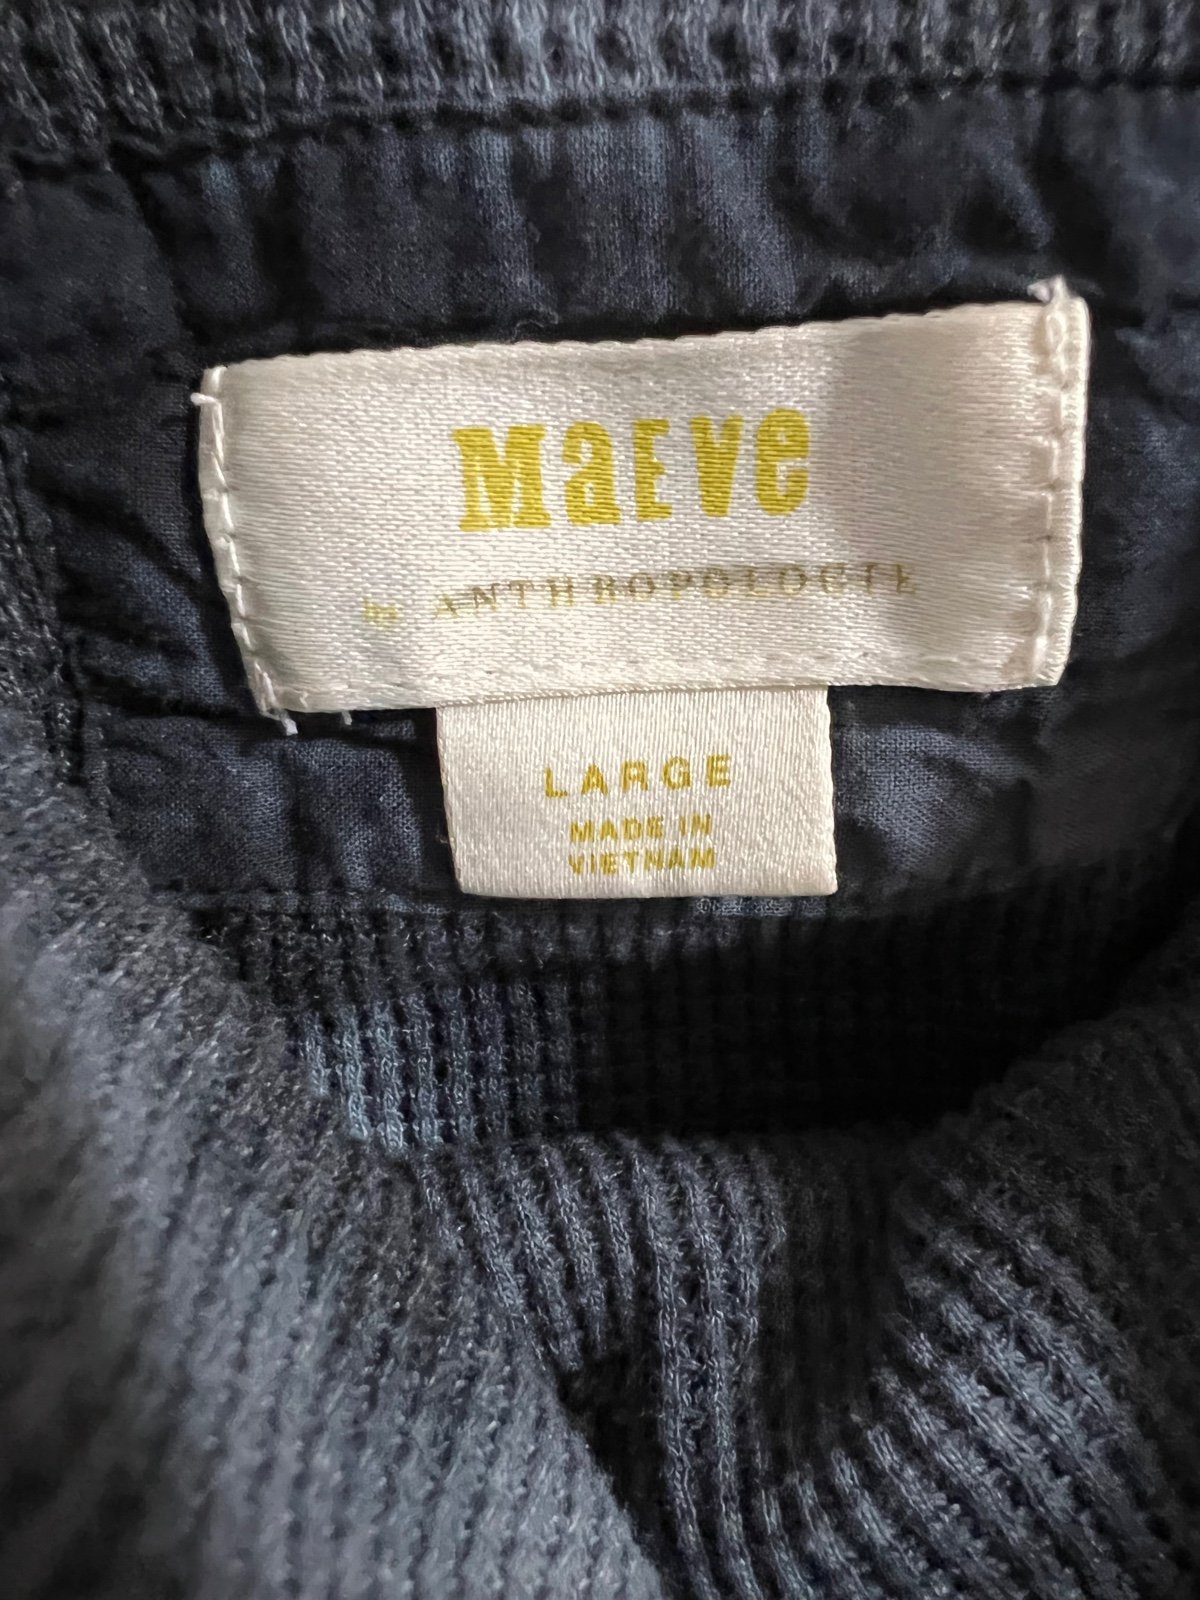 MaEve
by ANTHROPOLOGIE
LARGE
MADE IN
VIETNAM